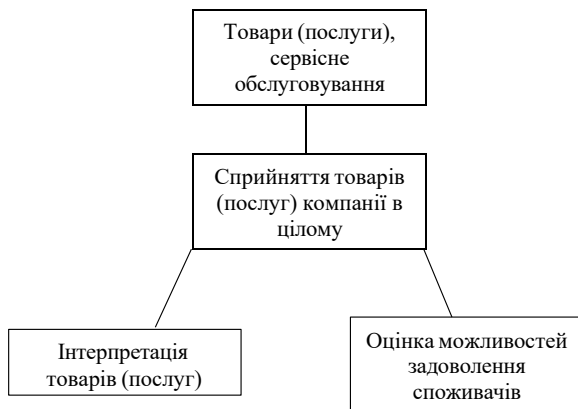 Товари (послуги),
сервісне
обслуговування
Сприйняття товарів
(послуг) компанії в
цілому
Інтерпретація
товарів (послуг)
Оцінка можливостей
задоволення
споживачів